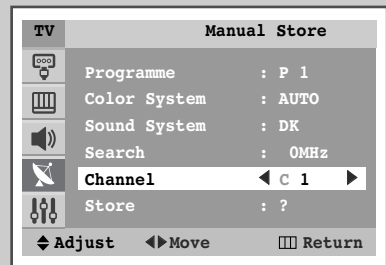 TV Manual Store
Programme : P 1
Color System : AUTO
Sound System : DK
Search : 0MHz
Channel C 1
Store : ?
Adjust Move Return